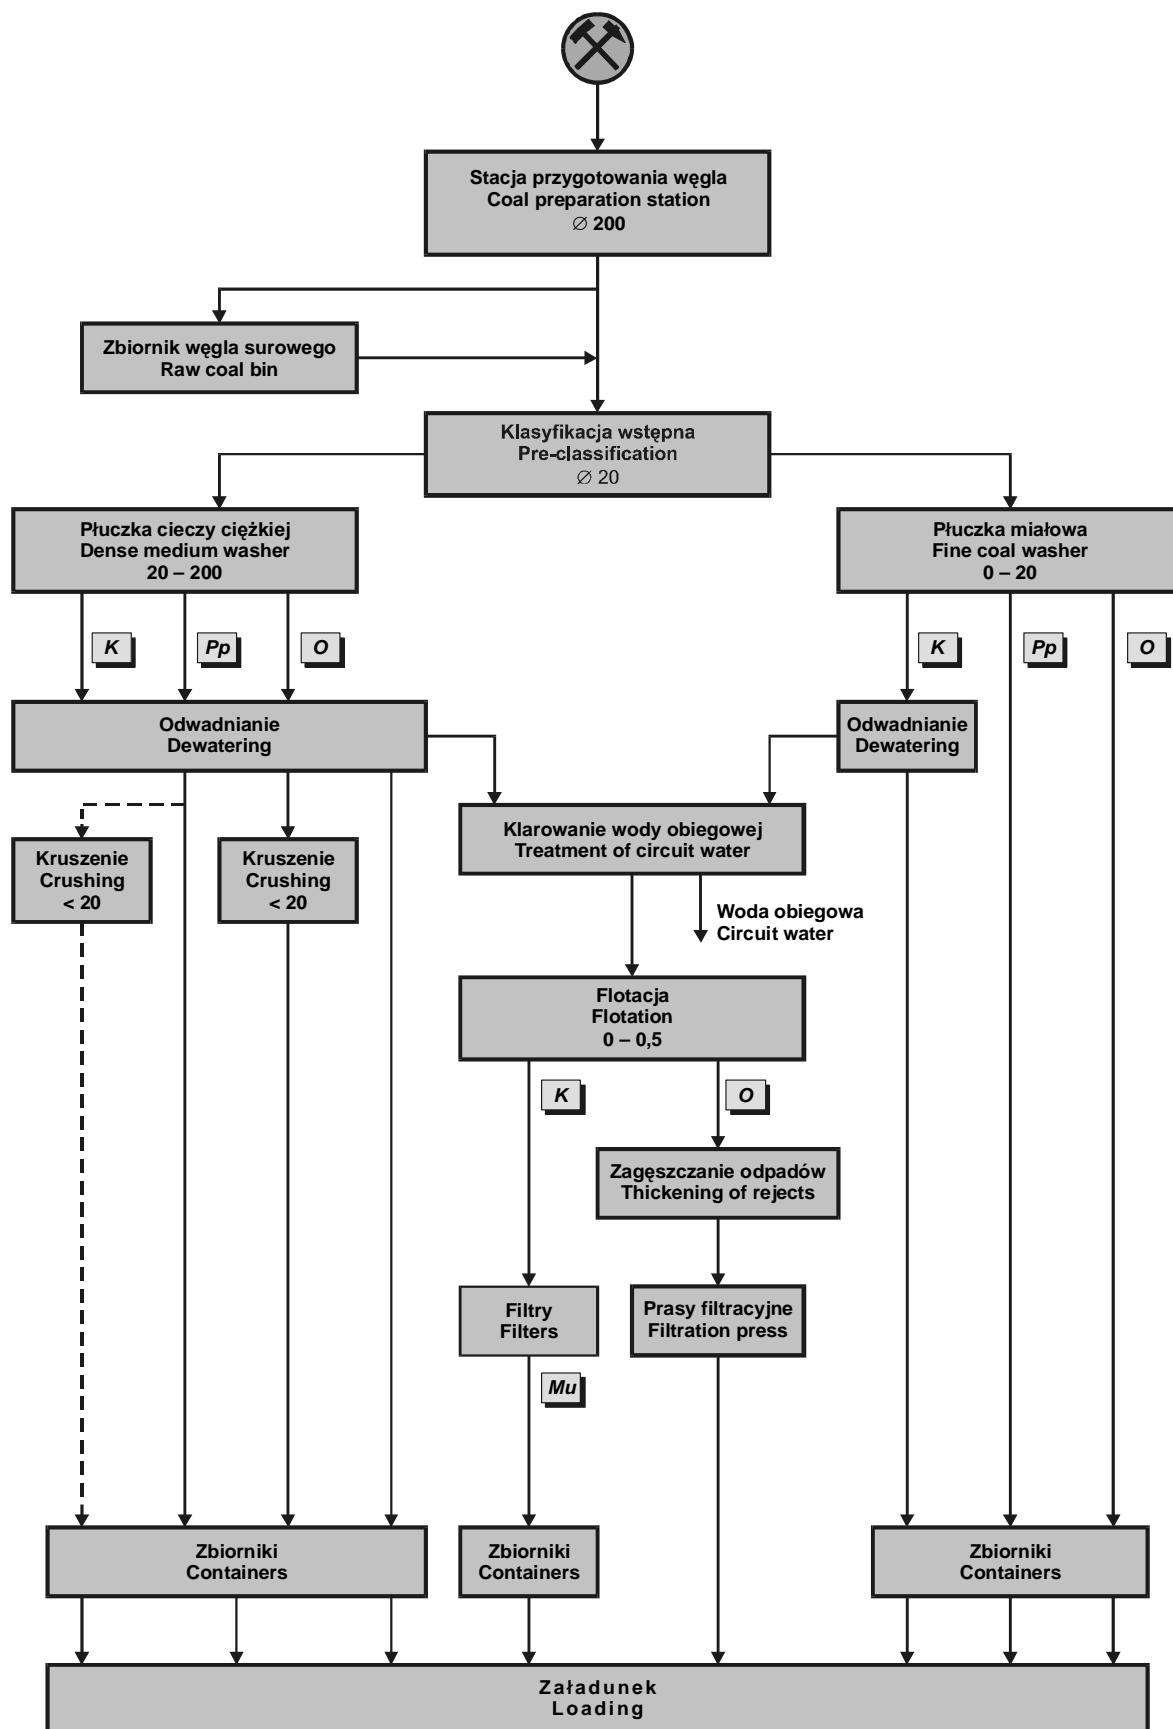 Stacja przygotowania węgla
Coal preparation station
∅ 200
Zbiornik węgla surowego
Raw coal bin
Klasyfikacja wstępna
Pre-classification
∅ 20
Płuczka cieczy ciężkiej
Dense medium washer
20 – 200
Płuczka miałowa
Fine coal washer
0 – 20
K
Pp
O
K
Pp
O
Odwadnianie
Dewatering
Odwadnianie
Dewatering
Klarowanie wody obiegowej
Treatment of circuit water
Kruszenie
Crushing
< 20
Kruszenie
Crushing
< 20
Woda obiegowa
Circuit water
Flotacja
Flotation
0 – 0,5
K
O
Zagęszczanie odpadów
Thickening of rejects
Filtry
Filters
Prasy filtracyjne
Filtration press
Mu
Zbiorniki
Containers
Zbiorniki
Containers
Zbiorniki
Containers
Załadunek
Loading